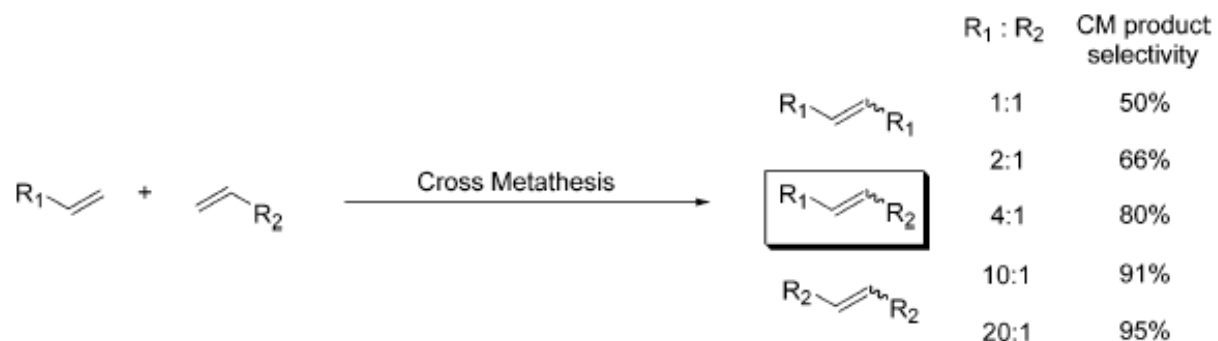 R₁ : R₂ CM product selectivity
R₁ R₁ 1:1 50%
2:1 66%
R₁ + R₂ Cross Metathesis R₁ R₂ 4:1 80%
R₂ R₂ 10:1 91%
20:1 95%